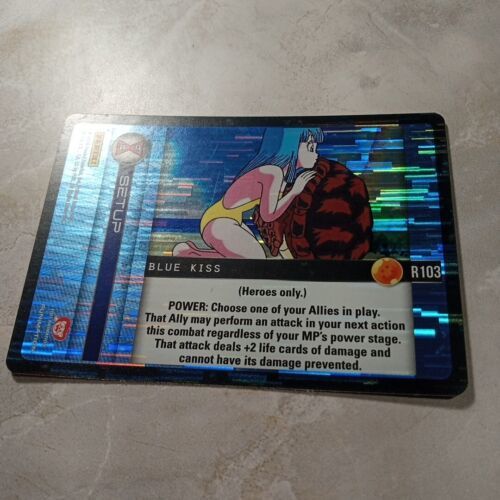 SETUP
BLUE KISS
R103
(Heroes only.)
POWER: Choose one of your Allies in play.
That Ally may perform an attack in your next action
this combat regardless of your MP's power stage.
That attack deals +2 life cards of damage and
cannot have its damage prevented.